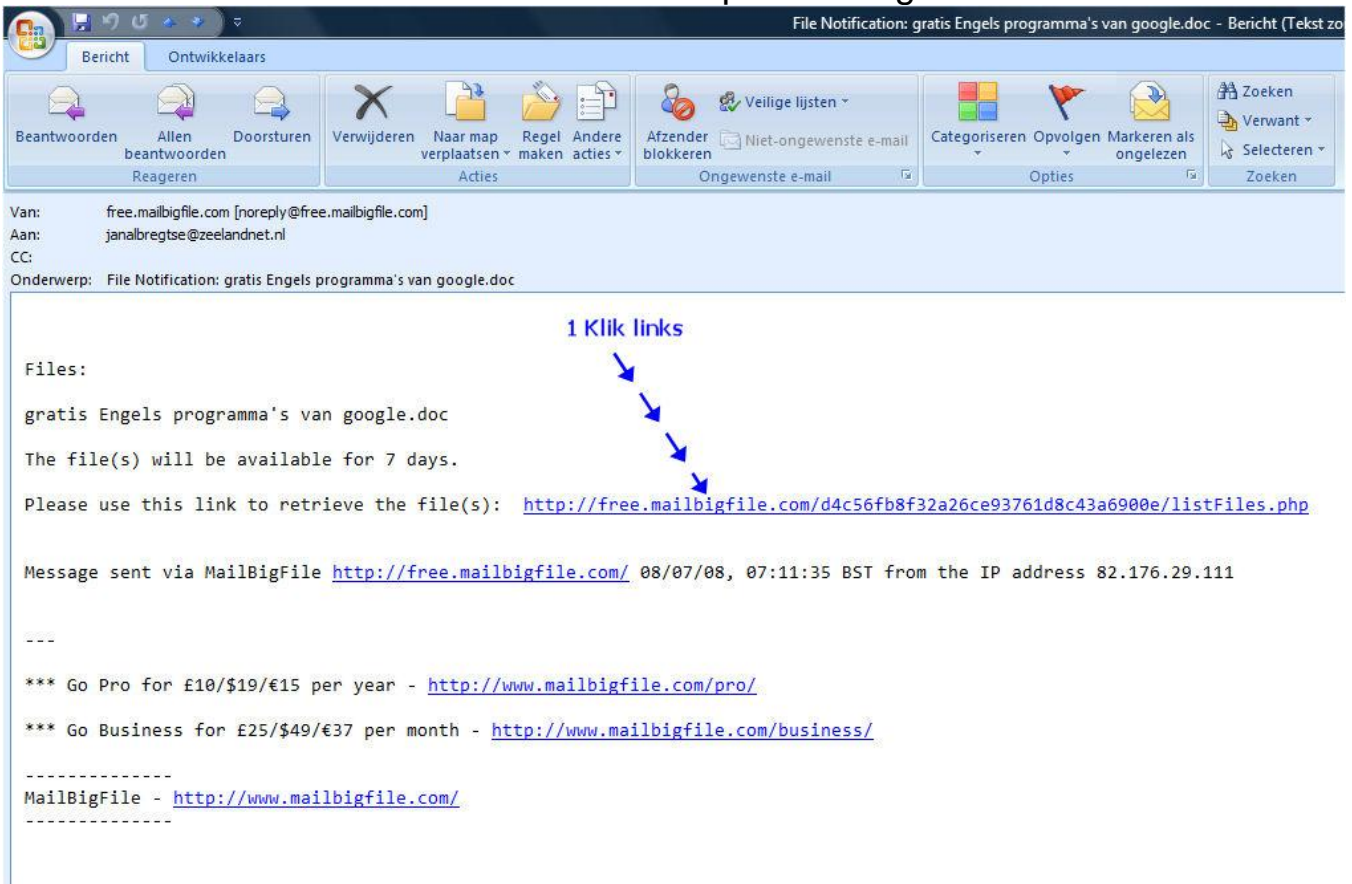 File Notification: gratis Engels programma's van google.doc - Bericht (Tekst zo
Bericht Ontwikkelaars
Beantwoorden
Allen beantwoorden
Doorsturen
Reageren
Verwijderen
Naar map verplaatsen
Regel maken
Andere acties
Acties
Afzender blokkeren
Veilige lijsten
Niet-ongewenste e-mail
Ongewenste e-mail
Categoriseren
Opvolgen
Markeren als ongelezen
Opties
Zoeken
Verwant
Selecteren
Zoeken
Van: free.mailbigfile.com [noreply@free.mailbigfile.com]
Aan: janalbregtse@zeelandnet.nl
CC:
Onderwerp: File Notification: gratis Engels programma's van google.doc
1 Klik links
Files:
gratis Engels programma's van google.doc
The file(s) will be available for 7 days.
Please use this link to retrieve the file(s): http://free.mailbigfile.com/d4c56fb8f32a26ce93761d8c43a6900e/listFiles.php
Message sent via MailBigFile http://free.mailbigfile.com/ 08/07/08, 07:11:35 BST from the IP address 82.176.29.111
---
*** Go Pro for £10/$19/€15 per year - http://www.mailbigfile.com/pro/
*** Go Business for £25/$49/€37 per month - http://www.mailbigfile.com/business/
--------------
MailBigFile - http://www.mailbigfile.com/
--------------